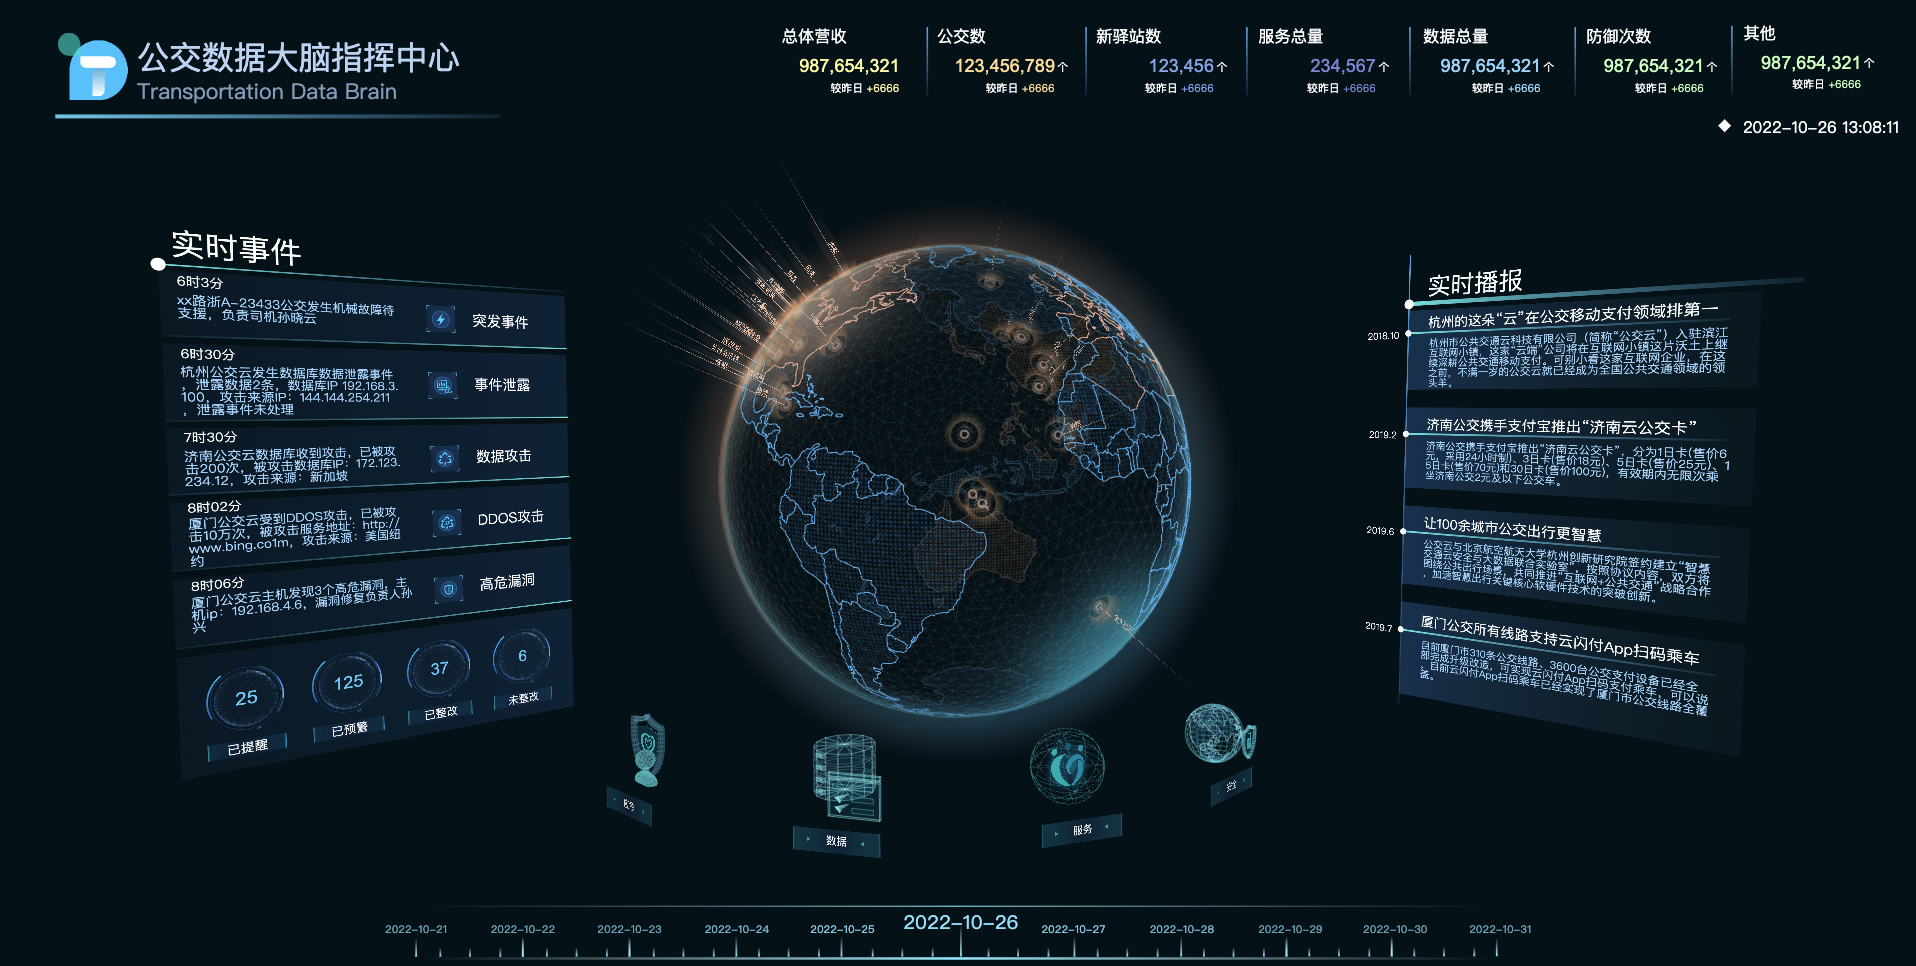 公交数据大脑指挥中心
Transportation Data Brain
总体营收
987,654,321
较昨日 +6666
公交数
123,456,789个
较昨日 +6666
新驿站数
123,456个
较昨日 +6666
服务总量
234,567个
较昨日 +6666
数据总量
987,654,321个
较昨日 +6666
防御次数
987,654,321个
较昨日 +6666
其他
987,654,321个
较昨日 +6666
2022-10-26 13:08:11
实时事件
6时3分
xx路浙A-23433公交发生机械故障待
支援，负责司机孙晓云
突发事件
6时30分
杭州公交云发生数据库数据泄露事件
，泄露数据2条，数据库IP 192.168.3.
100，攻击来源IP：144.144.254.211
，泄露事件未处理
事件泄露
7时30分
济南公交云数据库收到攻击，已被攻
击200次，被攻击数据库IP：172.123.
234.12，攻击来源：新加坡
数据攻击
8时02分
厦门公交云受到DDOS攻击，已被攻
击10万次，被攻击服务地址：http://
www.bing.co1m，攻击来源：美国纽
约
DDOS攻击
8时06分
厦门公交云主机发现3个高危漏洞，主
机ip：192.168.4.6，漏洞修复负责人孙
兴
高危漏洞
25
已提醒
125
已预警
37
已整改
6
未整改
实时播报
2018.10
杭州的这朵“云”在公交移动支付领域排第一
杭州市公共交通云科技有限公司（简称“公交云”）入驻滨江
互联网小镇，这家“云端”公司将在互联网小镇这片沃土上继
续深耕公共交通移动支付。可别小看这家互联网企业，在这
之前，不满一岁的公交云就已经成为全国公共交通领域的领
头羊。
2019.2
济南公交携手支付宝推出“济南云公交卡”
济南公交携手支付宝推出“济南云公交卡”，分为1日卡(售价6
元，采用24小时制)、3日卡(售价18元)、5日卡(售价25元)、1
5日卡(售价70元)和30日卡(售价100元)，有效期内无限次乘
坐济南公交2元及以下公交车。
2019.6
让100余城市公交出行更智慧
公交云与北京航空航天大学杭州创新研究院签约建立“智慧
交通云安全与大数据联合实验室”，按照协议内容，双方将
围绕公共出行场景，共同推进“互联网+公共交通”战略合作
，加速智慧出行关键核心软硬件技术的突破创新。
2019.7
厦门公交所有线路支持云闪付App扫码乘车
目前厦门市310条公交线路、3600台公交支付设备已经全
部完成升级改造，可实现云闪付App扫码支付乘车，可以说
，目前云闪付App扫码乘车已经实现了厦门市公交线路全覆
盖。
数据
服务
2022-10-21
2022-10-22
2022-10-23
2022-10-24
2022-10-25
2022-10-26
2022-10-27
2022-10-28
2022-10-29
2022-10-30
2022-10-31